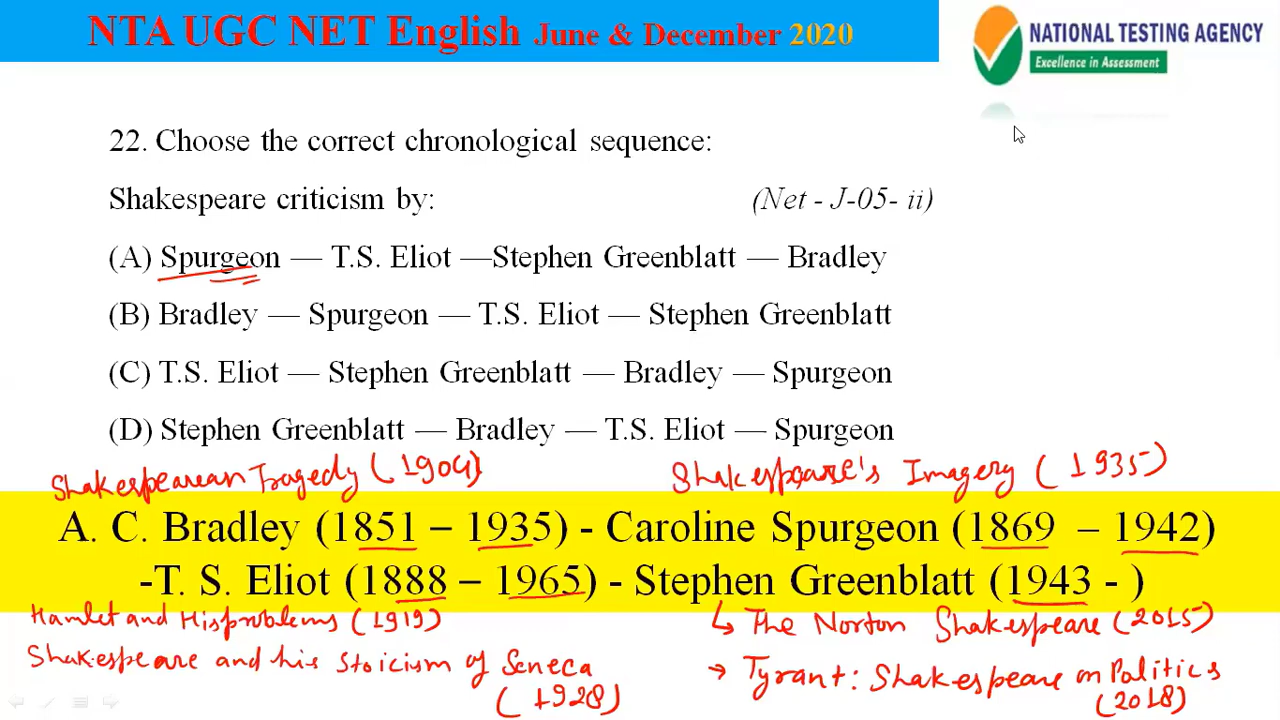 NTA UGC NET English June & December 2020
NATIONAL TESTING AGENCY
Excellence in Assessment
22. Choose the correct chronological sequence:
Shakespeare criticism by: (Net - J-05- ii)
(A) Spurgeon — T.S. Eliot —Stephen Greenblatt — Bradley
(B) Bradley — Spurgeon — T.S. Eliot — Stephen Greenblatt
(C) T.S. Eliot — Stephen Greenblatt — Bradley — Spurgeon
(D) Stephen Greenblatt — Bradley — T.S. Eliot — Spurgeon
Shakespearean Tragedy (1904) Shakespeare's Imagery (1935)
A. C. Bradley (1851 – 1935) - Caroline Spurgeon (1869 – 1942)
-T. S. Eliot (1888 – 1965) - Stephen Greenblatt (1943 - )
Hamlet and His problems (1919) ↳ The Norton Shakespeare (2015)
Shakespeare and his Stoicism of Seneca → Tyrant: Shakespeare on Politics
(1928) (2018)